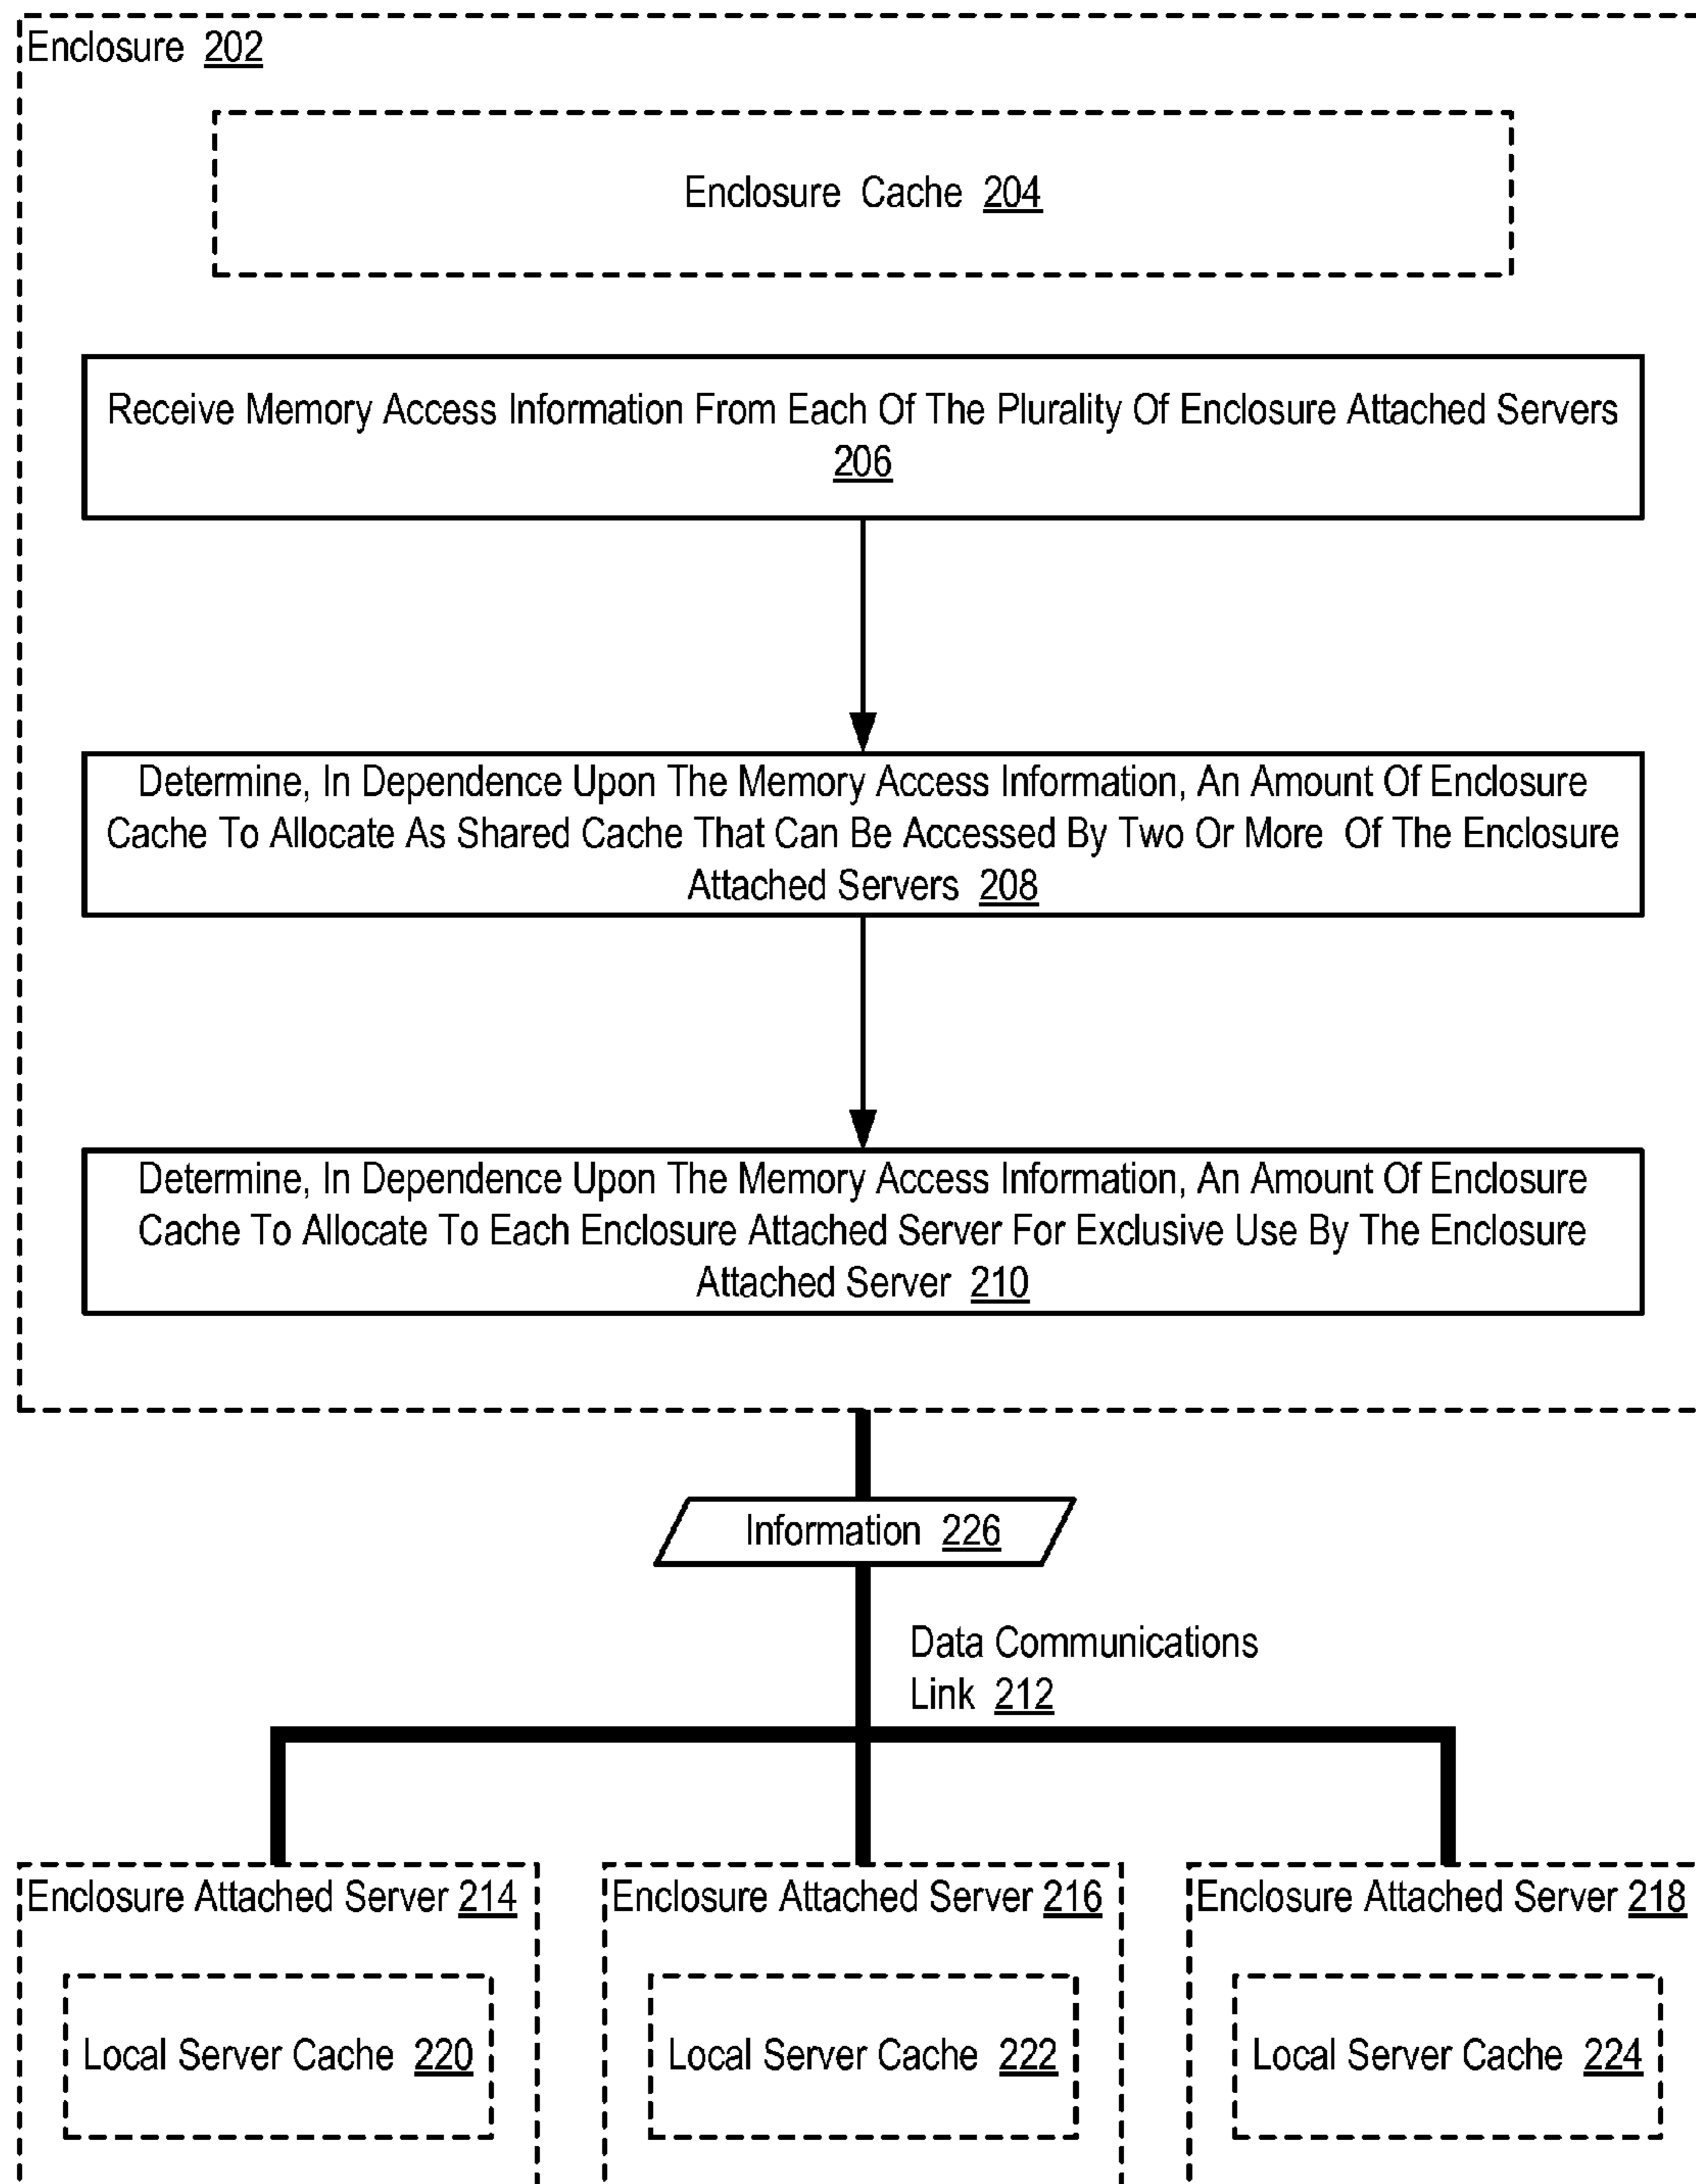 Enclosure 202
Enclosure Cache 204
Receive Memory Access Information From Each Of The Plurality Of Enclosure Attached Servers
206
Determine, In Dependence Upon The Memory Access Information, An Amount Of Enclosure
Cache To Allocate As Shared Cache That Can Be Accessed By Two Or More Of The Enclosure
Attached Servers 208
Determine, In Dependence Upon The Memory Access Information, An Amount Of Enclosure
Cache To Allocate To Each Enclosure Attached Server For Exclusive Use By The Enclosure
Attached Server 210
Information 226
Data Communications
Link 212
Enclosure Attached Server 214
Local Server Cache 220
Enclosure Attached Server 216
Local Server Cache 222
Enclosure Attached Server 218
Local Server Cache 224